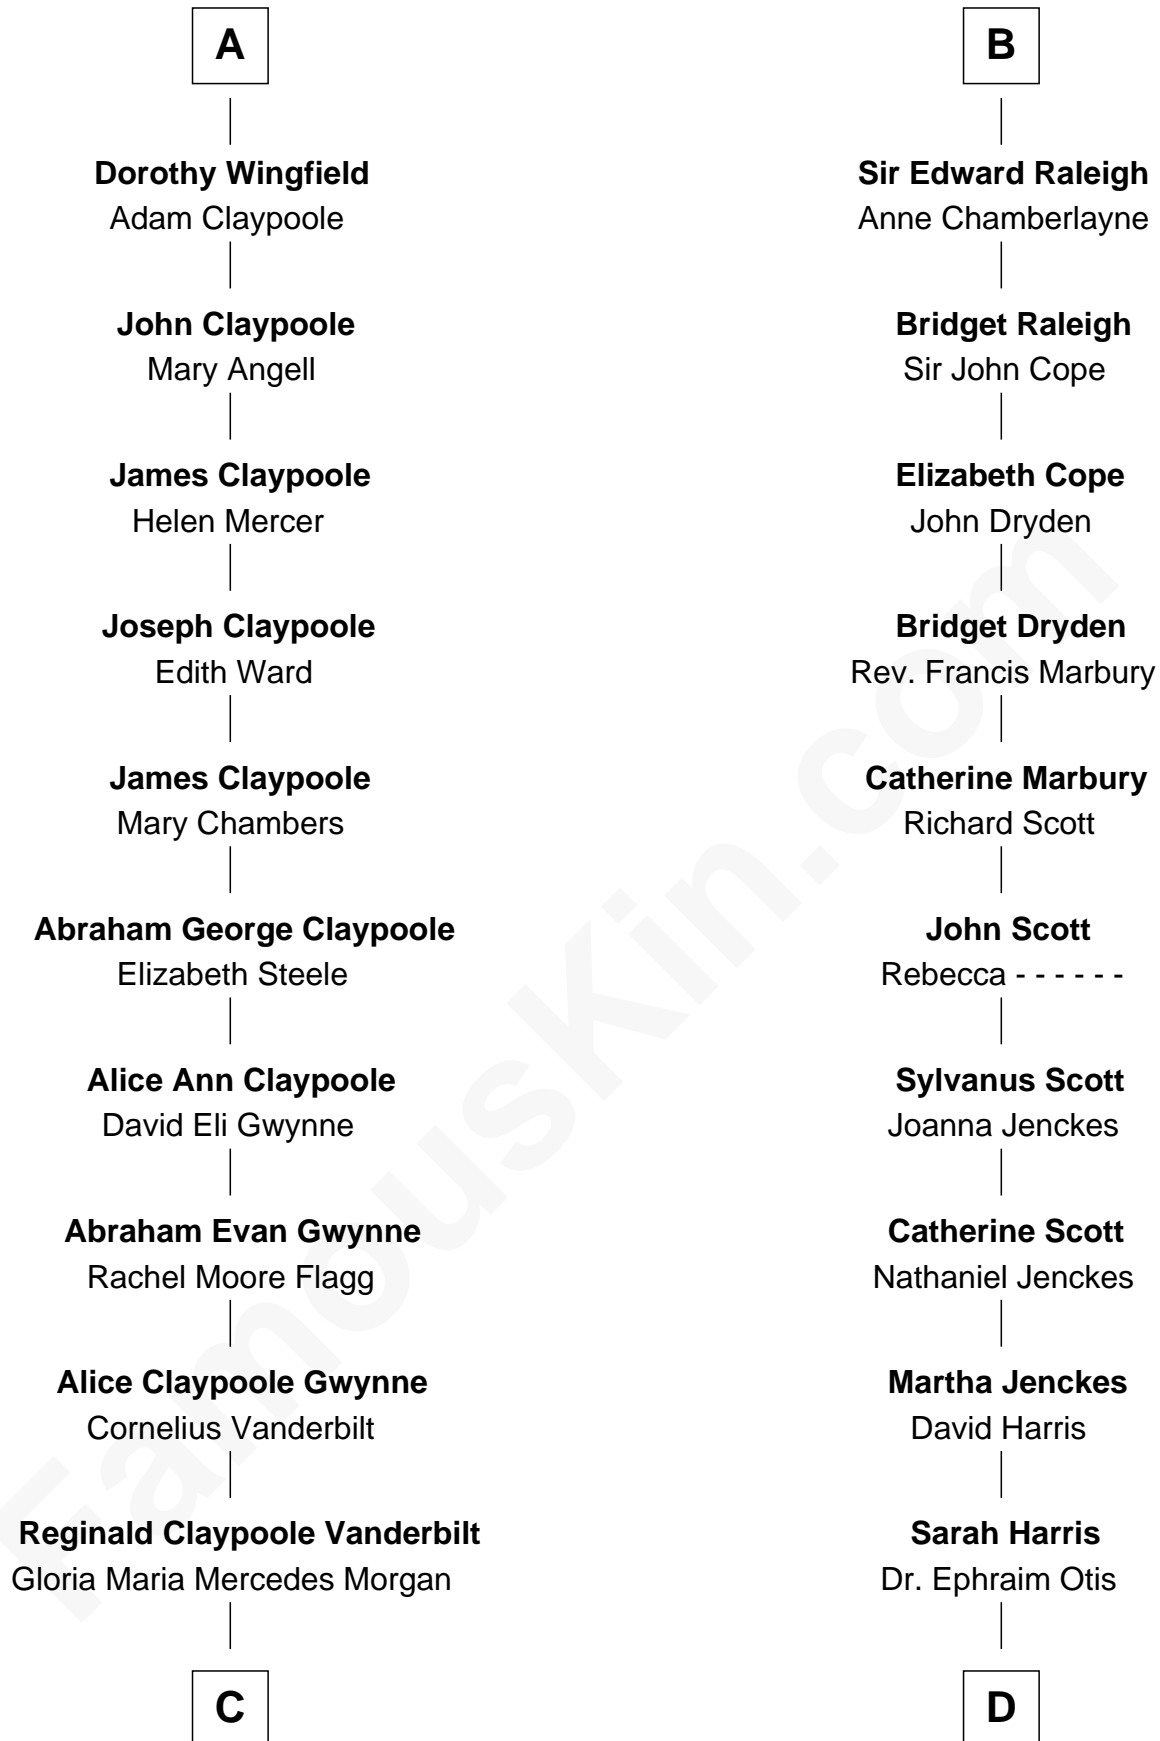 A
Dorothy Wingfield
Adam Claypoole
John Claypoole
Mary Angell
James Claypoole
Helen Mercer
Joseph Claypoole
Edith Ward
James Claypoole
Mary Chambers
Abraham George Claypoole
Elizabeth Steele
Alice Ann Claypoole
David Eli Gwynne
Abraham Evan Gwynne
Rachel Moore Flagg
Alice Claypoole Gwynne
Cornelius Vanderbilt
Reginald Claypoole Vanderbilt
Gloria Maria Mercedes Morgan
C
B
Sir Edward Raleigh
Anne Chamberlayne
Bridget Raleigh
Sir John Cope
Elizabeth Cope
John Dryden
Bridget Dryden
Rev. Francis Marbury
Catherine Marbury
Richard Scott
John Scott
Rebecca - - - - - -
Sylvanus Scott
Joanna Jenckes
Catherine Scott
Nathaniel Jenckes
Martha Jenckes
David Harris
Sarah Harris
Dr. Ephraim Otis
D
FamousKin.com